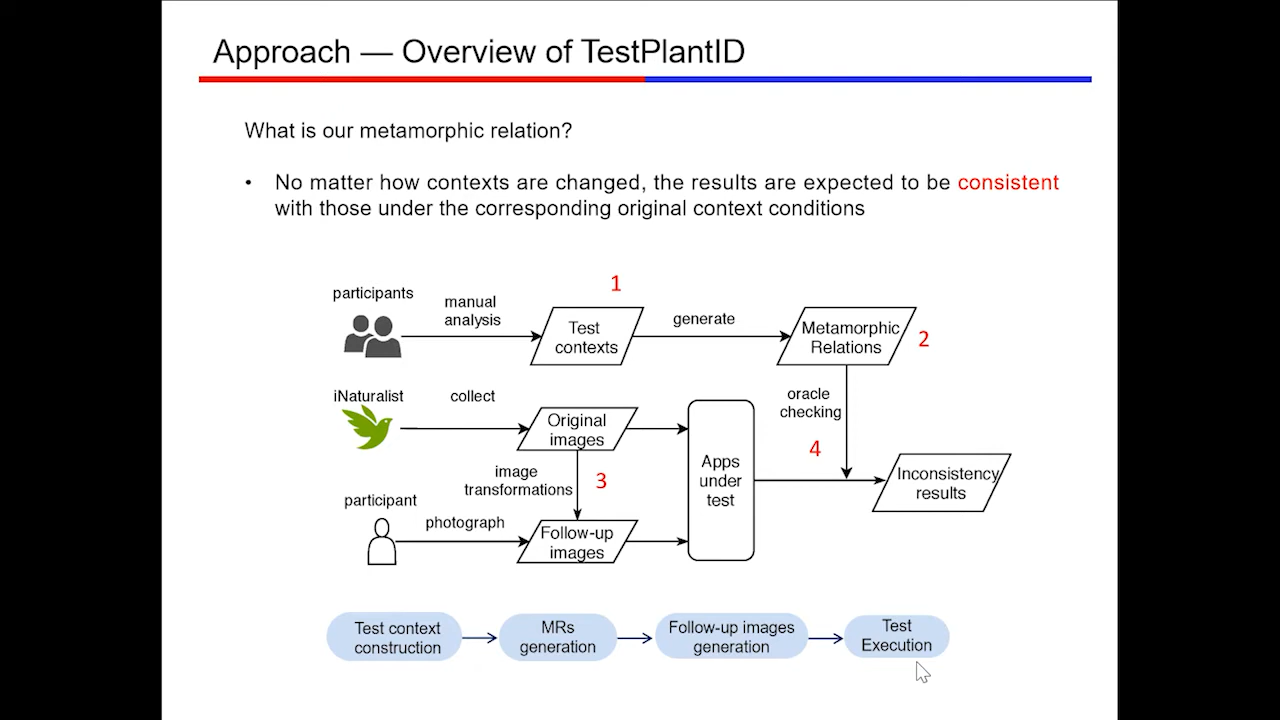 Approach — Overview of TestPlantID
What is our metamorphic relation?
• No matter how contexts are changed, the results are expected to be consistent
with those under the corresponding original context conditions
participants
manual
analysis
1
Test
contexts
generate
Metamorphic
Relations
2
iNaturalist
collect
Original
images
oracle
checking
4
image
transformations
3
Apps
under
test
Inconsistency
results
participant
photograph
Follow-up
images
Test context
construction
MRs
generation
Follow-up images
generation
Test
Execution